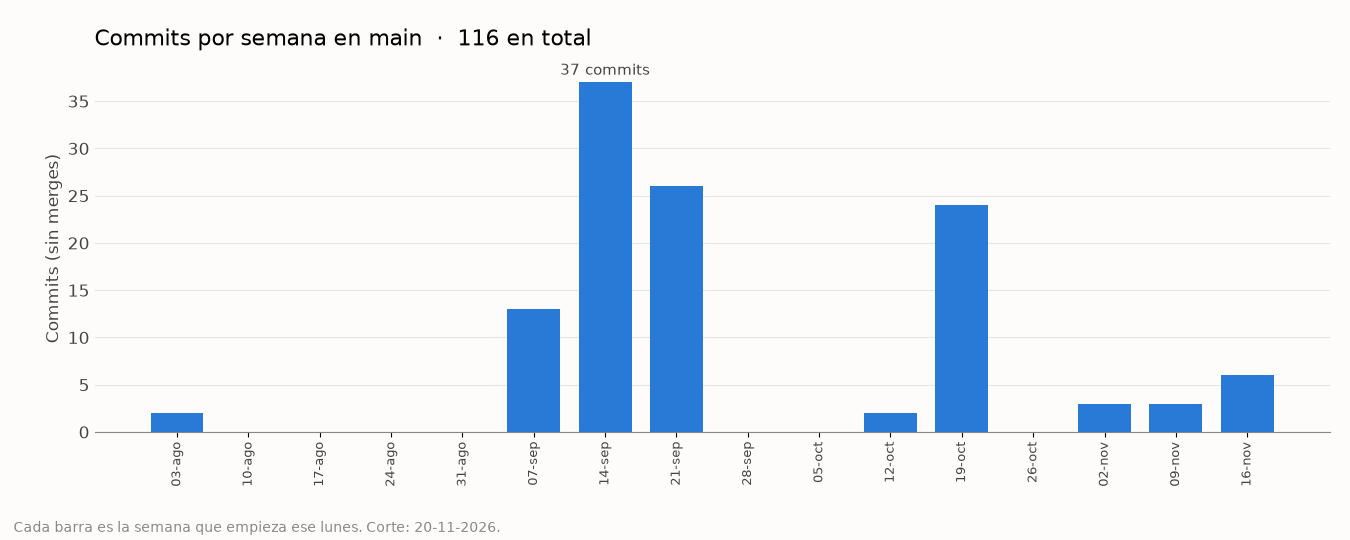 Commits por semana en main  ·  116 en total
37 commits
Commits (sin merges)
35
30
25
20
15
10
5
0
03-ago
10-ago
17-ago
24-ago
31-ago
07-sep
14-sep
21-sep
28-sep
05-oct
12-oct
19-oct
26-oct
02-nov
09-nov
16-nov
Cada barra es la semana que empieza ese lunes. Corte: 20-11-2026.